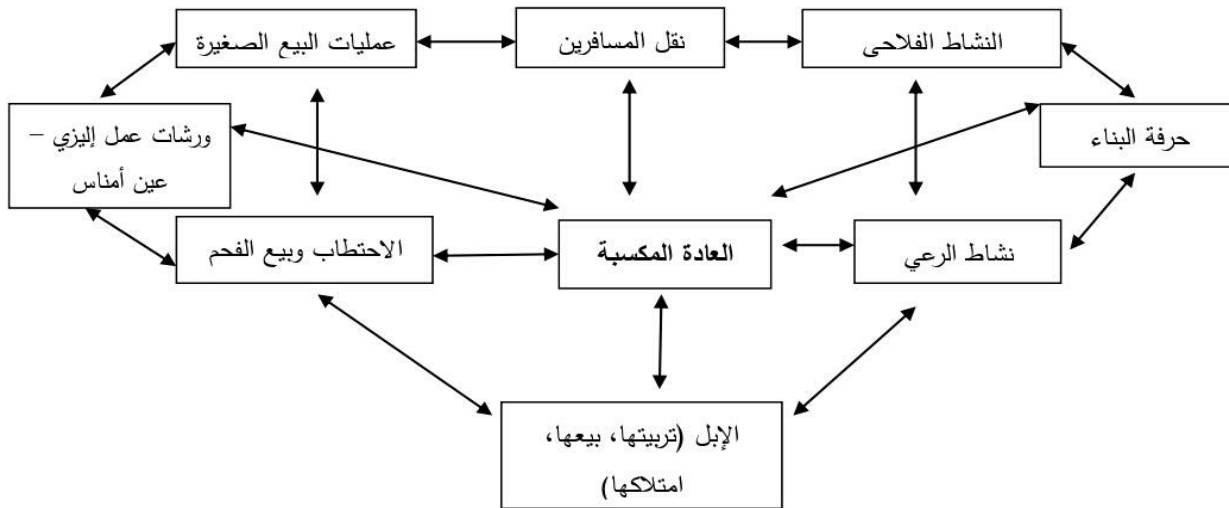 النشاط الفلاحى
نقل المسافرين
عمليات البيع الصغيرة
حرفة البناء
ورشات عمل إليزي –
عين أمناس
نشاط الرعي
العادة المكسبة
الاحتطاب وبيع الفحم
الإبل (تربيتها، بيعها،
امتلاكها)